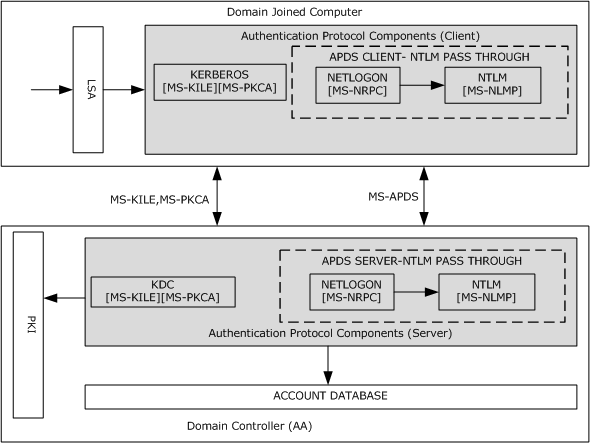 Domain Joined Computer
Authentication Protocol Components (Client)
APDS CLIENT- NTLM PASS THROUGH
LSA
KERBEROS
[MS-KILE][MS-PKCA]
NETLOGON
[MS-NRPC]
NTLM
[MS-NLMP]
MS-KILE,MS-PKCA
MS-APDS
PKI
APDS SERVER-NTLM PASS THROUGH
KDC
[MS-KILE][MS-PKCA]
NETLOGON
[MS-NRPC]
NTLM
[MS-NLMP]
Authentication Protocol Components (Server)
ACCOUNT DATABASE
Domain Controller (AA)